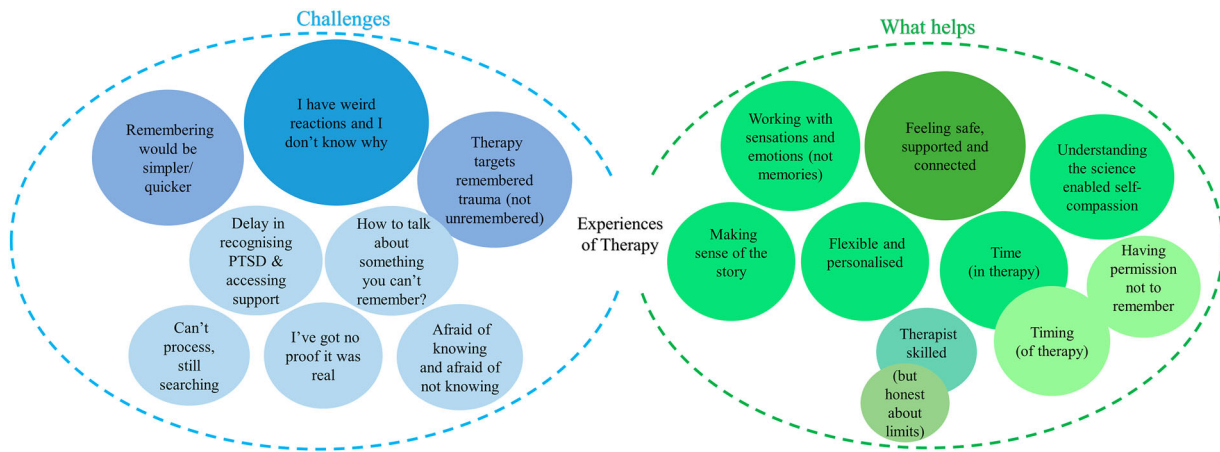 Challenges
I have weird
reactions and I
don't know why
Remembering
would be
simpler/
quicker
Therapy
targets
remembered
trauma (not
unremembered)
Delay in
recognising
PTSD &
accessing
support
How to talk
about
something
you can't
remember?
Can't
process,
still
searching
I've got no
proof it was
real
Afraid of
knowing
and afraid of
not knowing
Experiences
of Therapy
What helps
Working with
sensations and
emotions (not
memories)
Feeling safe,
supported and
connected
Understanding
the science
enabled self-
compassion
Making
sense of the
story
Flexible and
personalised
Time
(in therapy)
Having
permission
not to
remember
Therapist
skilled
(but
honest
about
limits)
Timing
(of therapy)